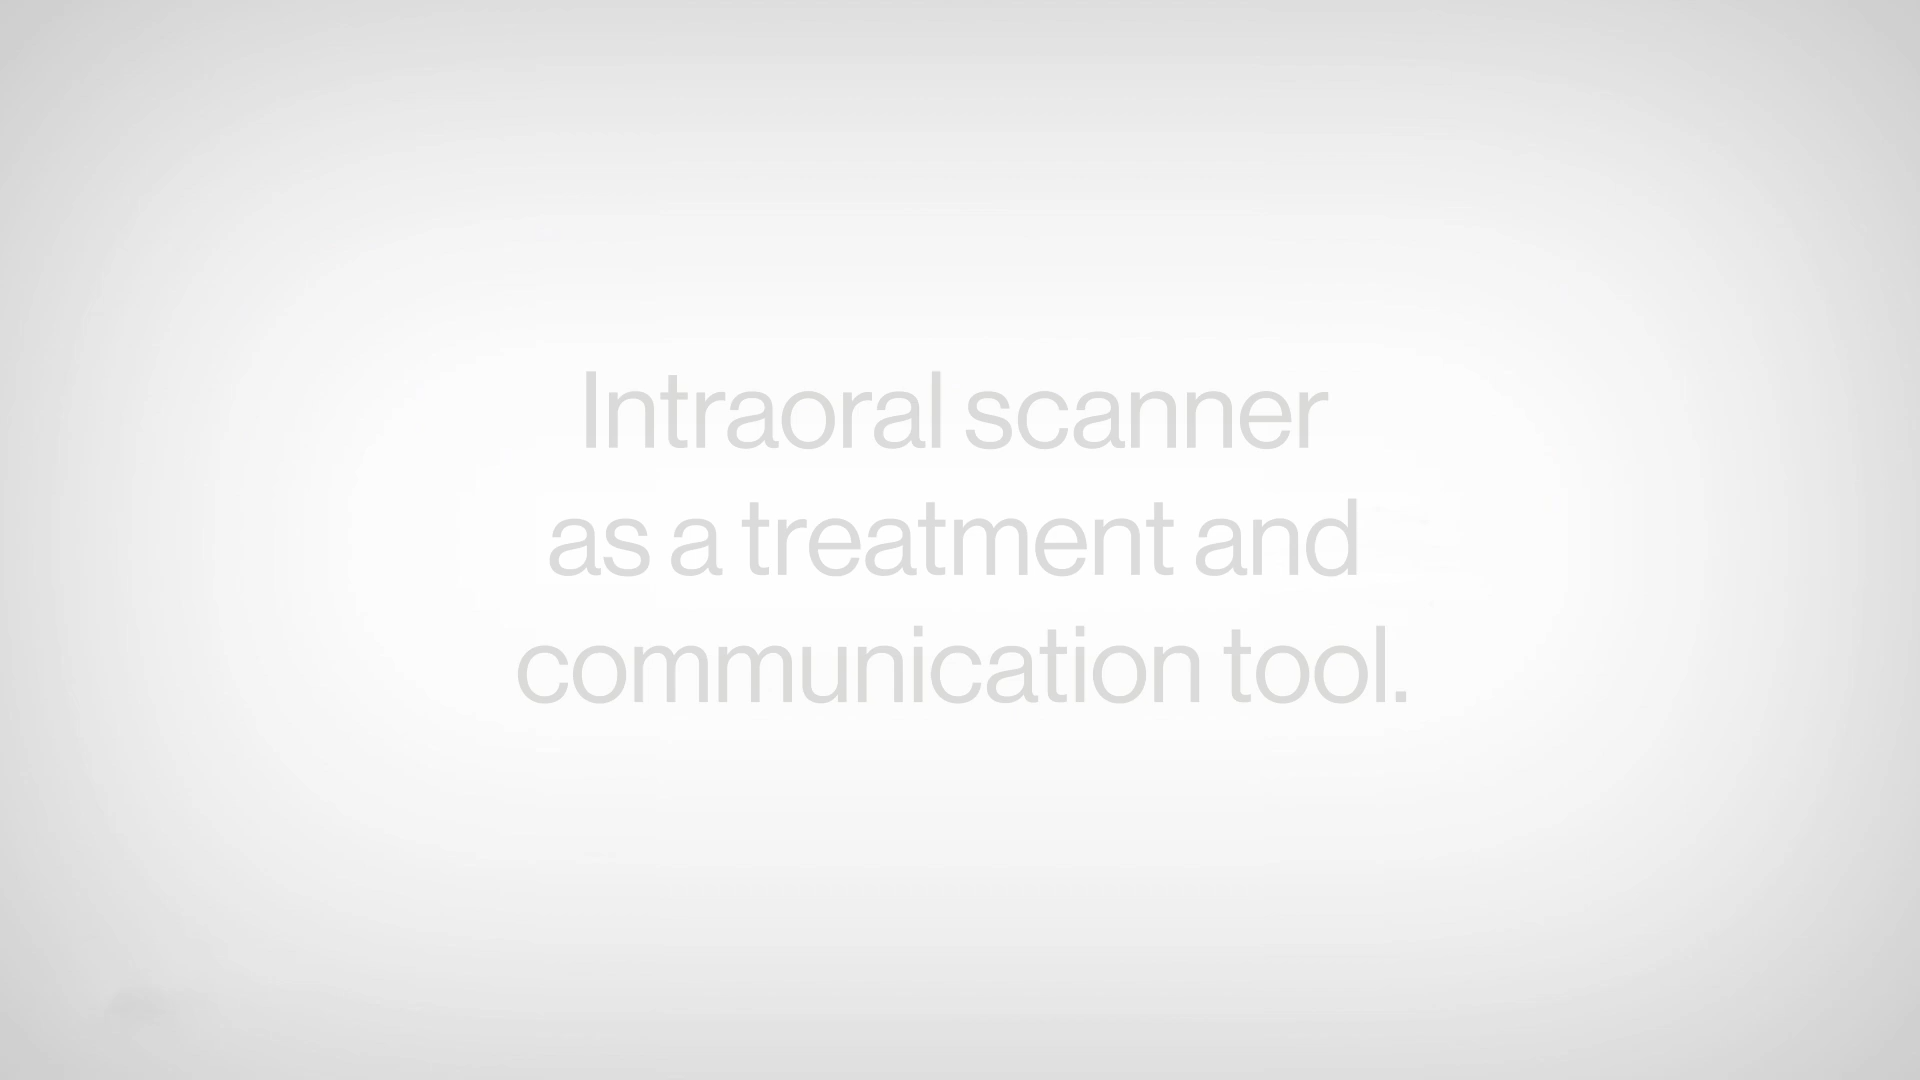 Intraoral scanner
as a treatment and
communication tool.